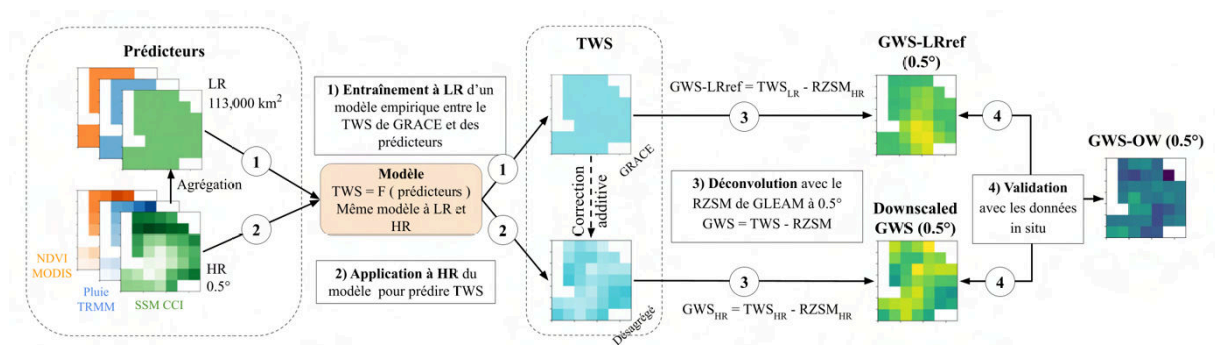 Prédicteurs
LR
113,000 km²
Agrégation
HR
0.5°
NDVI
MODIS
Pluie
TRMM
SSM CCI
1
2
1) Entraînement à LR d'un
modèle empirique entre le
TWS de GRACE et des
prédicteurs
Modèle
TWS = F ( prédicteurs )
Même modèle à LR et
HR
2) Application à HR du
modèle pour prédire TWS
1
2
TWS
GRACE
Correction
additive
Désagrégé
GWS-LRref = TWS_LR - RZSM_HR
3
3) Déconvolution avec le
RZSM de GLEAM à 0.5°
GWS = TWS - RZSM
3
GWS_HR = TWS_HR - RZSM_HR
GWS-LRref
(0.5°)
Downscaled
GWS (0.5°)
4
4) Validation
avec les données
in situ
4
GWS-OW (0.5°)